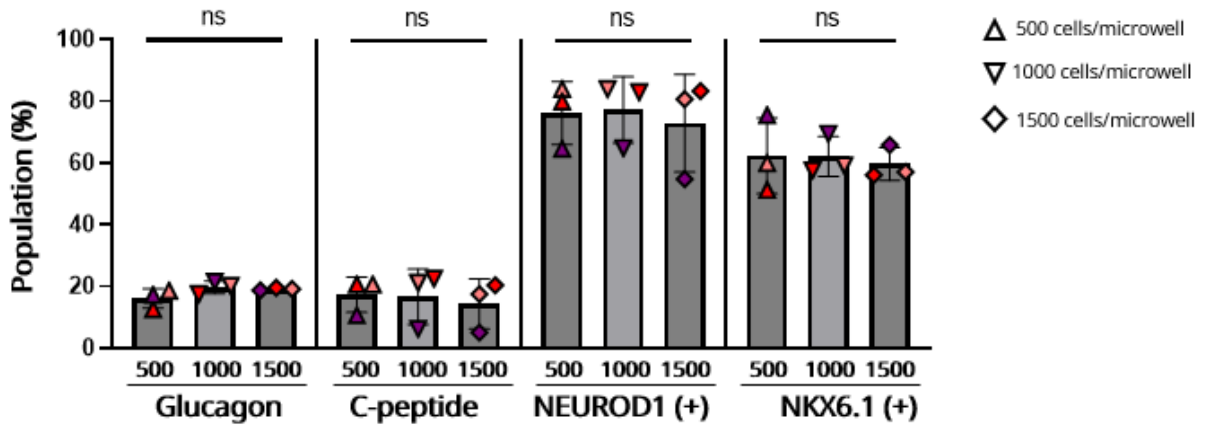 ns ns ns ns
500 cells/microwell
1000 cells/microwell
1500 cells/microwell
Population (%)
100
80
60
40
20
0
500 1000 1500 500 1000 1500 500 1000 1500 500 1000 1500
Glucagon C-peptide NEUROD1 (+) NKX6.1 (+)